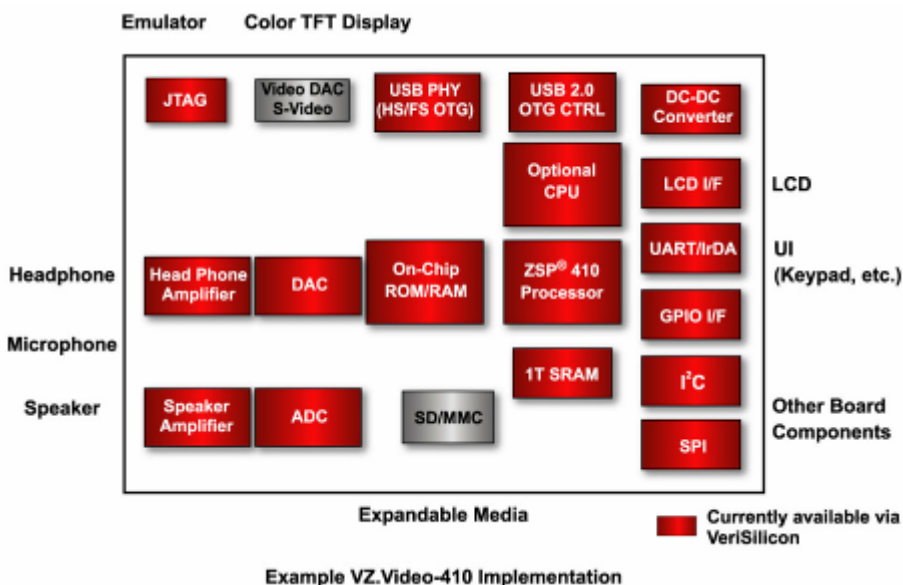 Emulator
Color TFT Display
JTAG
Video DAC
S-Video
USB PHY
(HS/FS OTG)
USB 2.0
OTG CTRL
DC-DC
Converter
Optional
CPU
LCD I/F
LCD
UART/IrDA
UI
(Keypad, etc.)
Headphone
Head Phone
Amplifier
DAC
On-Chip
ROM/RAM
ZSP® 410
Processor
GPIO I/F
Microphone
1T SRAM
I²C
Speaker
Speaker
Amplifier
ADC
SD/MMC
Other Board
Components
SPI
Expandable Media
Currently available via
VeriSilicon
Example VZ.Video-410 Implementation